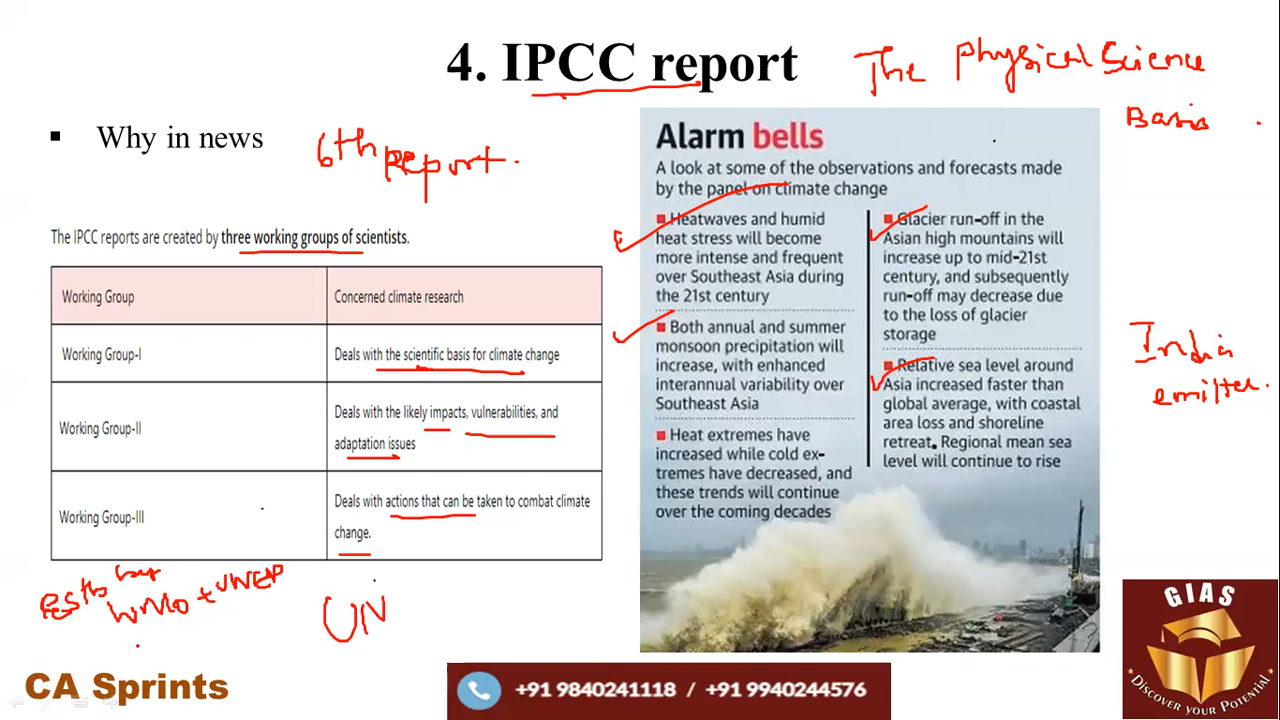 4. IPCC report
The Physical Science
Basis
▪ Why in news
6th Report.
The IPCC reports are created by three working groups of scientists.
Working Group Concerned climate research
Working Group-I Deals with the scientific basis for climate change
Working Group-II Deals with the likely impacts, vulnerabilities, and
adaptation issues
Working Group-III Deals with actions that can be taken to combat climate
change.
WMO + UNEP
UN
Alarm bells
A look at some of the observations and forecasts made
by the panel on climate change
Heatwaves and humid
heat stress will become
more intense and frequent
over Southeast Asia during
the 21st century
Both annual and summer
monsoon precipitation will
increase, with enhanced
interannual variability over
Southeast Asia
Heat extremes have
increased while cold ex-
tremes have decreased, and
these trends will continue
over the coming decades
Glacier run-off in the
Asian high mountains will
increase up to mid-21st
century, and subsequently
run-off may decrease due
to the loss of glacier
storage
Relative sea level around
Asia increased faster than
global average, with coastal
area loss and shoreline
retreat. Regional mean sea
level will continue to rise
India
emitter.
CA Sprints
+91 9840241118 / +91 9940244576
GIAS
DISCOVER YOUR POTENTIAL